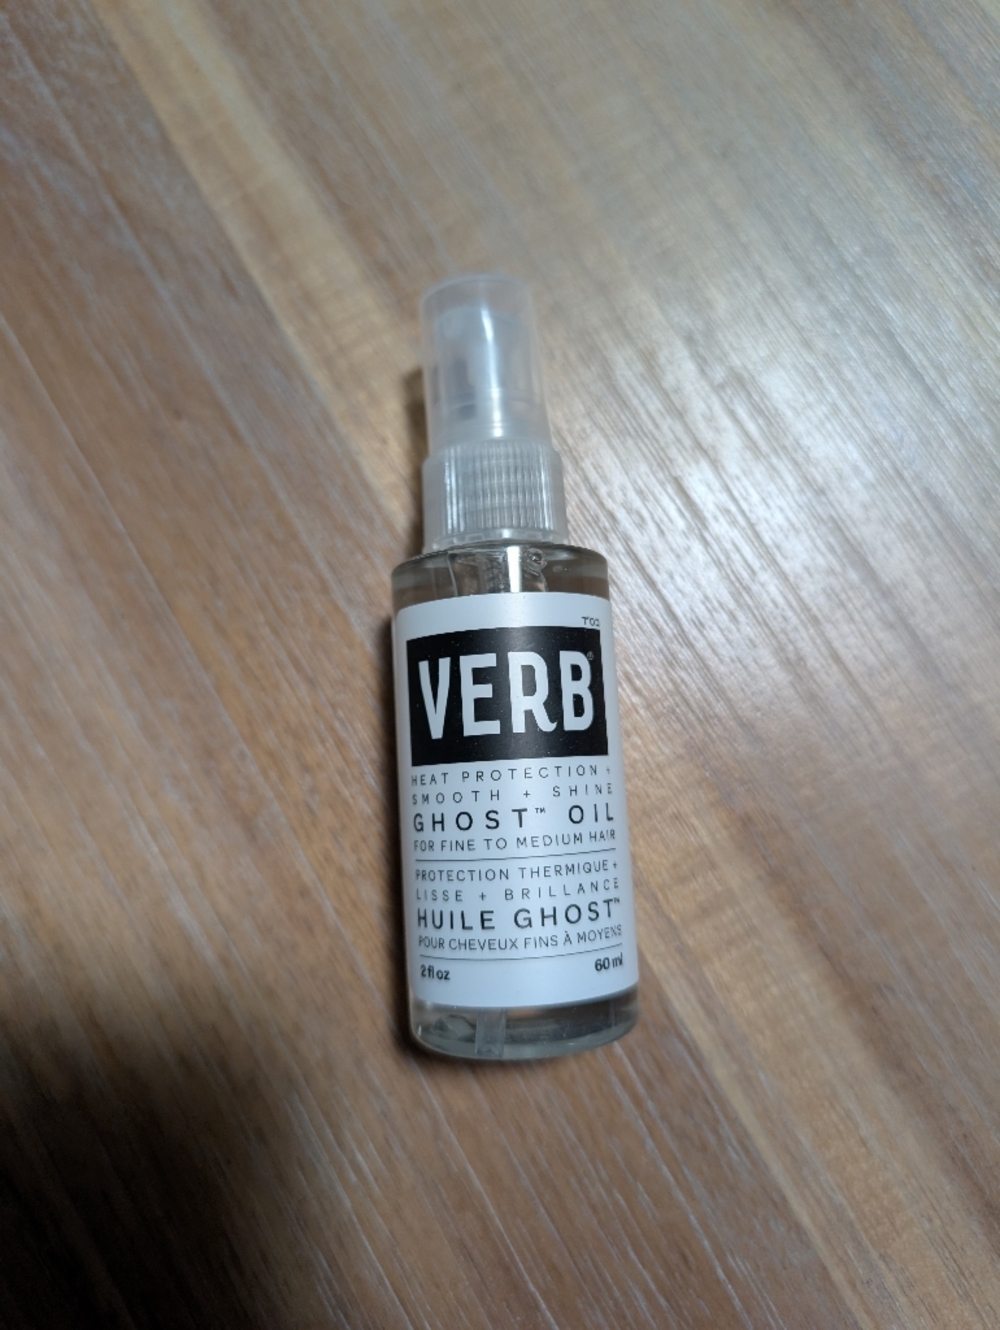 VERB®
HEAT PROTECTION +
SMOOTH + SHINE
GHOST™ OIL
FOR FINE TO MEDIUM HAIR
PROTECTION THERMIQUE +
LISSE + BRILLANCE
HUILE GHOST™
POUR CHEVEUX FINS À MOYENS
2 fl oz 60 ml